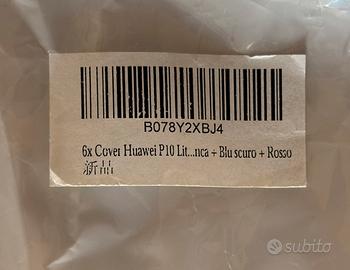 B078Y2XBJ4
6x Cover Huawei P10 Lit...nca + Blu scuro + Rosso
新品
subito